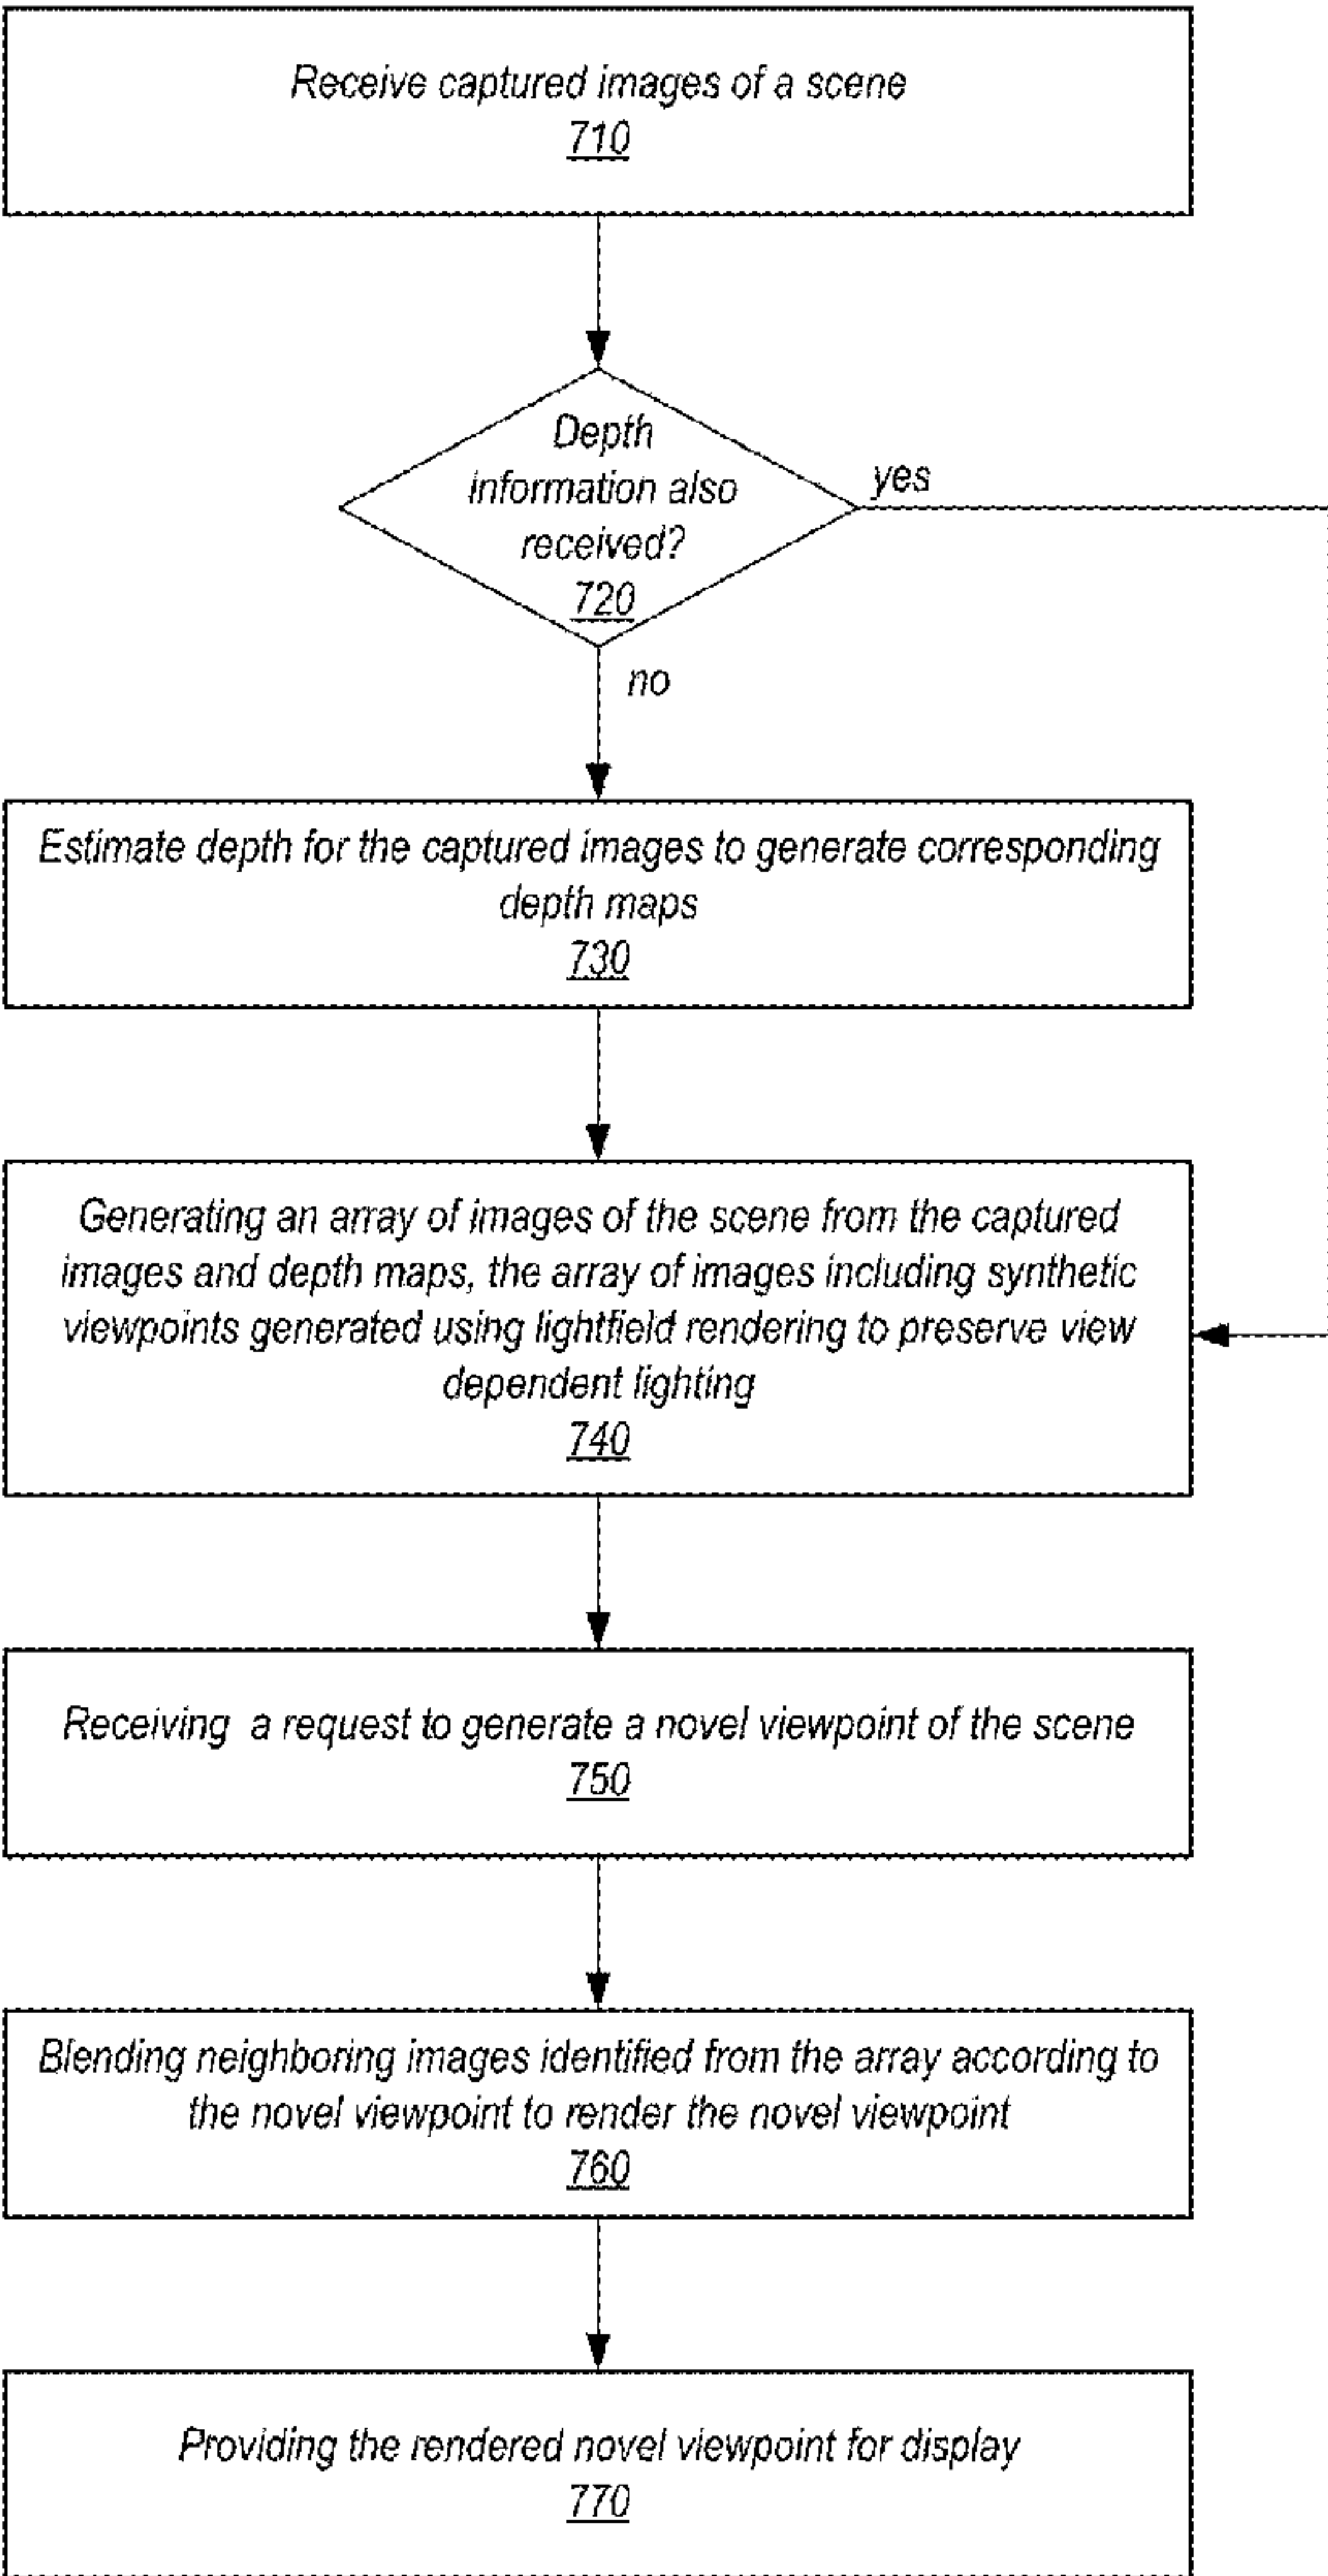 Receive captured images of a scene
710
Depth
information also
received?
720
yes
no
Estimate depth for the captured images to generate corresponding
depth maps
730
Generating an array of images of the scene from the captured
images and depth maps, the array of images including synthetic
viewpoints generated using lightfield rendering to preserve view
dependent lighting
740
Receiving a request to generate a novel viewpoint of the scene
750
Blending neighboring images identified from the array according to
the novel viewpoint to render the novel viewpoint
760
Providing the rendered novel viewpoint for display
770